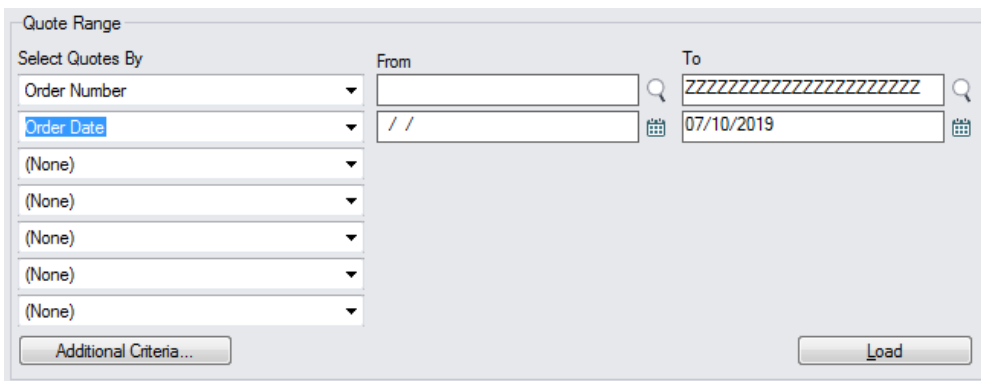 Quote Range
Select Quotes By From To
Order Number ZZZZZZZZZZZZZZZZZZZZZZ
Order Date / / 07/10/2019
(None)
(None)
(None)
(None)
(None)
Additional Criteria... Load